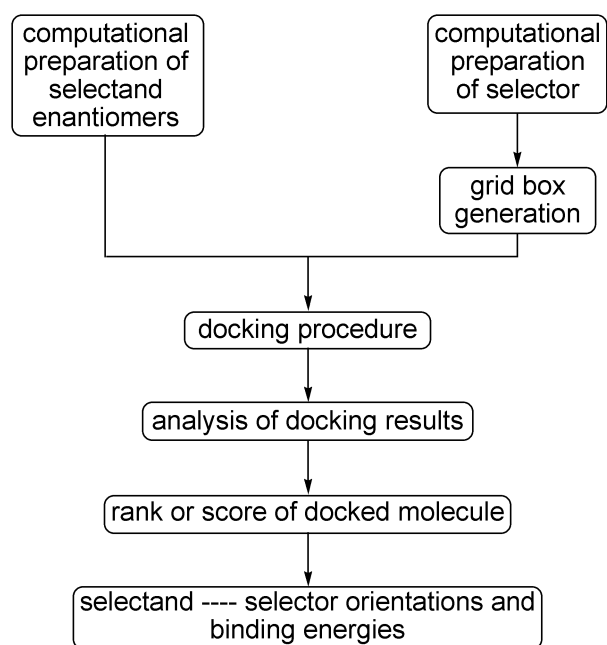 computational
preparation of
selectand
enantiomers
computational
preparation
of selector
grid box
generation
docking procedure
analysis of docking results
rank or score of docked molecule
selectand ---- selector orientations and
binding energies